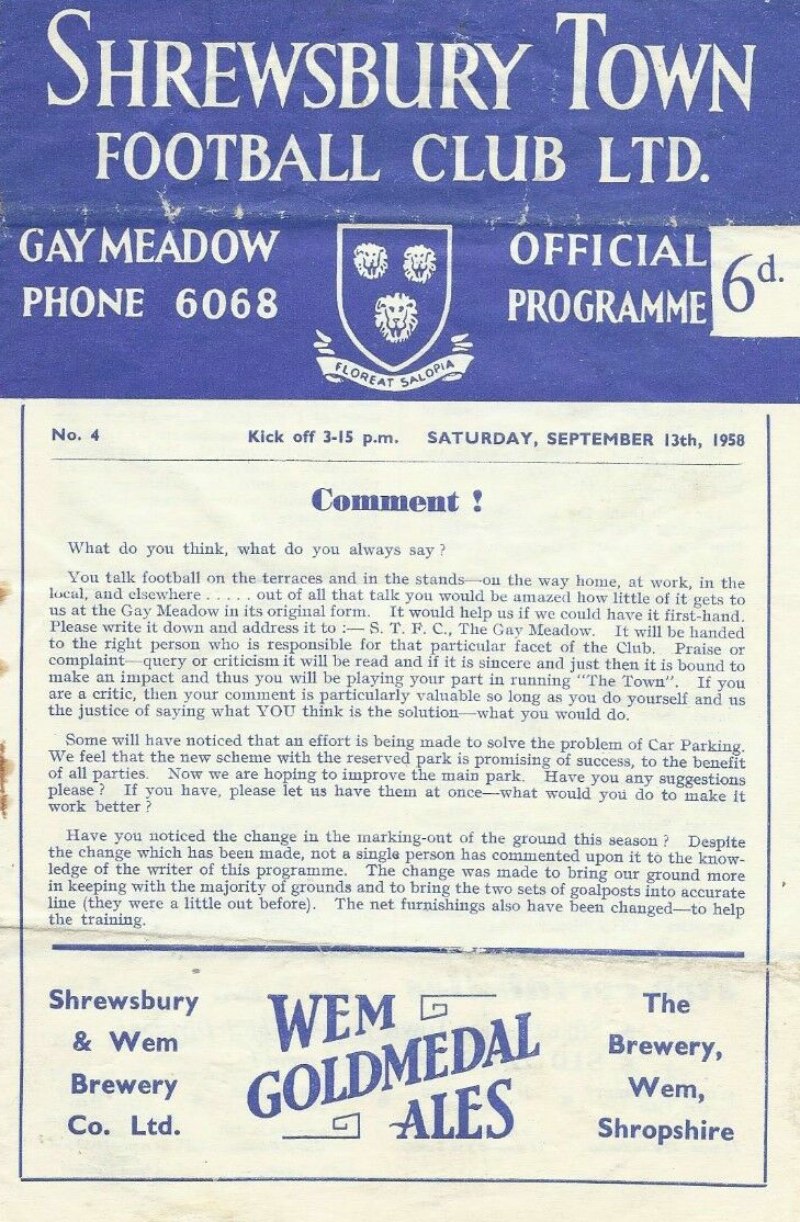 SHREWSBURY TOWN
FOOTBALL CLUB LTD.
GAY MEADOW
PHONE 6068
OFFICIAL
PROGRAMME
6d.
FLOREAT SALOPIA
No. 4 Kick off 3-15 p.m. SATURDAY, SEPTEMBER 13th, 1958
Comment !
What do you think, what do you always say ?
You talk football on the terraces and in the stands—on the way home, at work, in the
local, and elsewhere . . . . . out of all that talk you would be amazed how little of it gets to
us at the Gay Meadow in its original form. It would help us if we could have it first-hand.
Please write it down and address it to :— S. T. F. C., The Gay Meadow. It will be handed
to the right person who is responsible for that particular facet of the Club. Praise or
complaint—query or criticism it will be read and if it is sincere and just then it is bound to
make an impact and thus you will be playing your part in running "The Town". If you
are a critic, then your comment is particularly valuable so long as you do yourself and us
the justice of saying what YOU think is the solution—what you would do.
Some will have noticed that an effort is being made to solve the problem of Car Parking.
We feel that the new scheme with the reserved park is promising of success, to the benefit
of all parties. Now we are hoping to improve the main park. Have you any suggestions
please ? If you have, please let us have them at once—what would you do to make it
work better ?
Have you noticed the change in the marking-out of the ground this season ? Despite
the change which has been made, not a single person has commented upon it to the know-
ledge of the writer of this programme. The change was made to bring our ground more
in keeping with the majority of grounds and to bring the two sets of goalposts into accurate
line (they were a little out before). The net furnishings also have been changed—to help
the training.
Shrewsbury
& Wem
Brewery
Co. Ltd.
WEM
GOLDMEDAL
ALES
The
Brewery,
Wem,
Shropshire